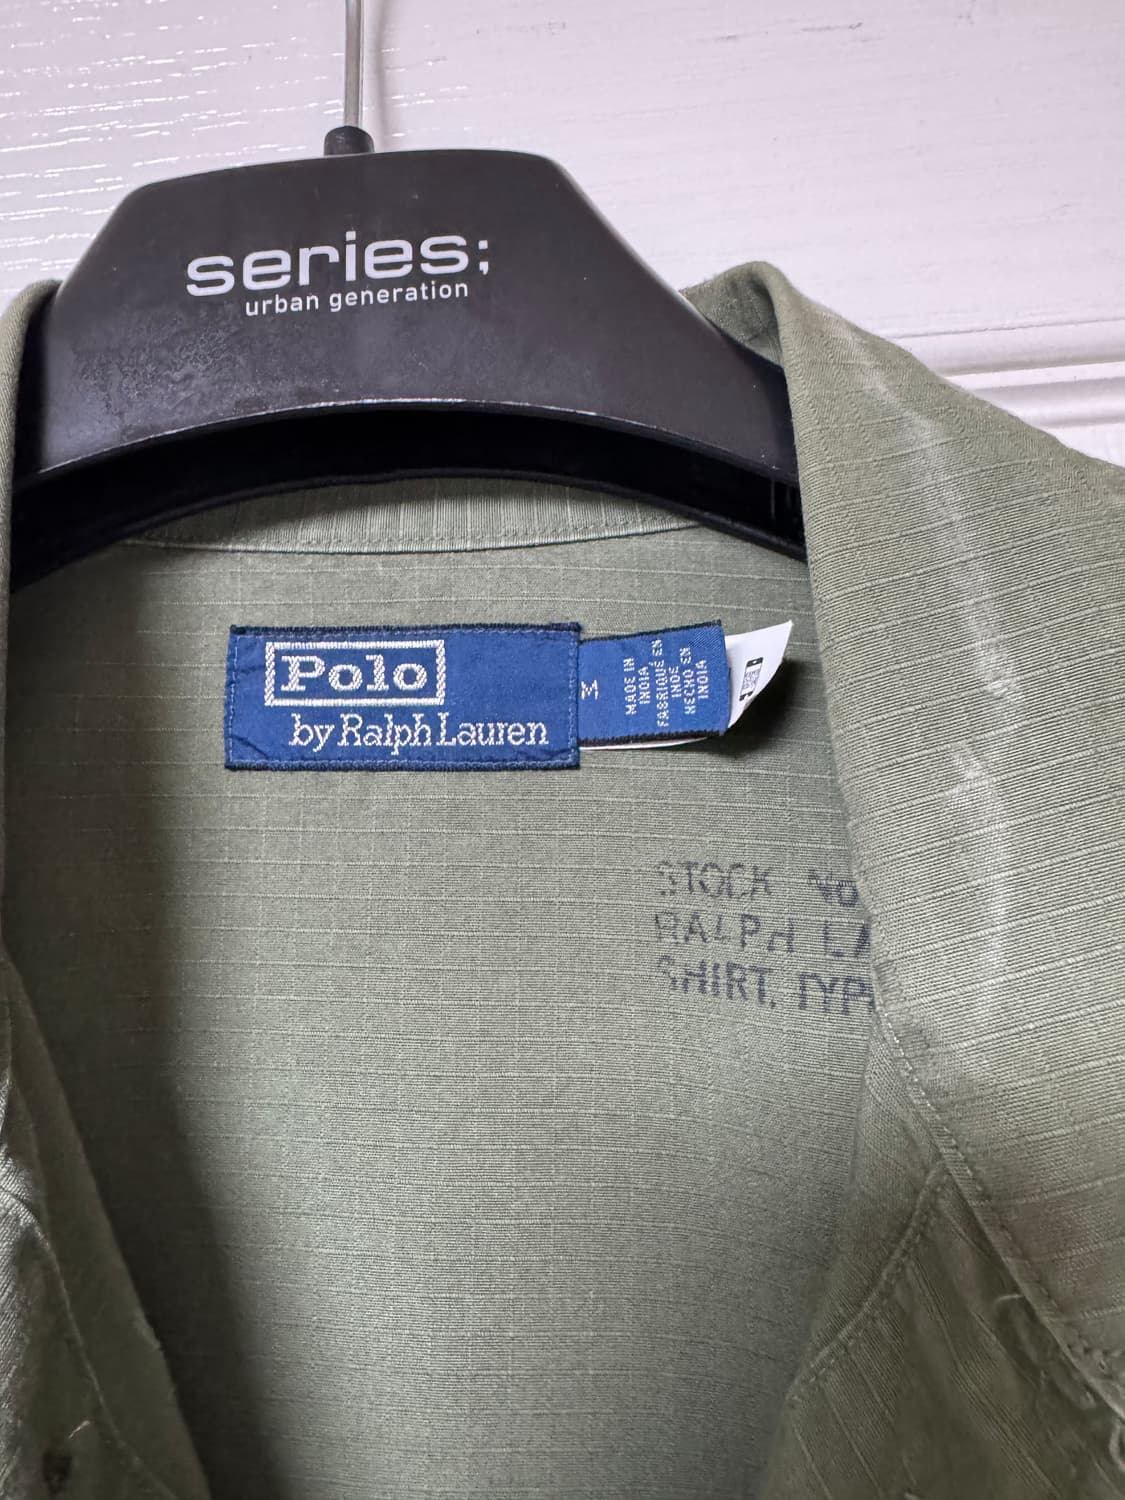 series;
urban generation
Polo
by Ralph Lauren
M
MADE IN
INDIA
FABRIQUÉ EN
INDE
HECHO EN
INDIA
STOCK No
RALPH LA
SHIRT, TYP